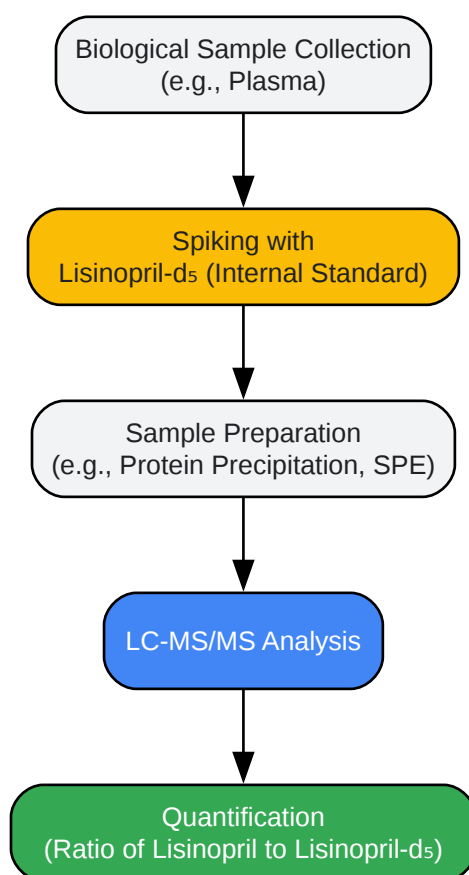 Biological Sample Collection
(e.g., Plasma)
Spiking with
Lisinopril-d₅ (Internal Standard)
Sample Preparation
(e.g., Protein Precipitation, SPE)
LC-MS/MS Analysis
Quantification
(Ratio of Lisinopril to Lisinopril-d₅)